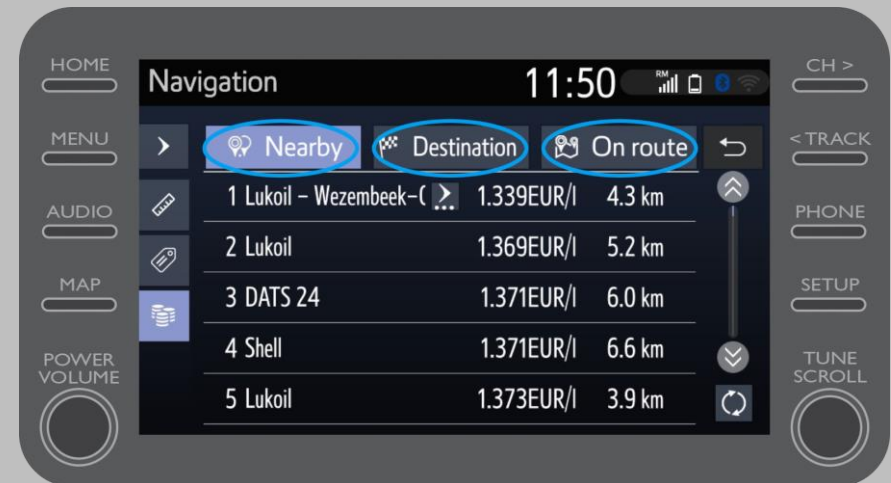 HOME
CH >
Navigation 11:50 RM
MENU
Nearby Destination On route
< TRACK
1 Lukoil – Wezembeek-( 1.339EUR/l 4.3 km
AUDIO
PHONE
2 Lukoil 1.369EUR/l 5.2 km
MAP
3 DATS 24 1.371EUR/l 6.0 km
SETUP
4 Shell 1.371EUR/l 6.6 km
POWER
VOLUME
TUNE
SCROLL
5 Lukoil 1.373EUR/l 3.9 km